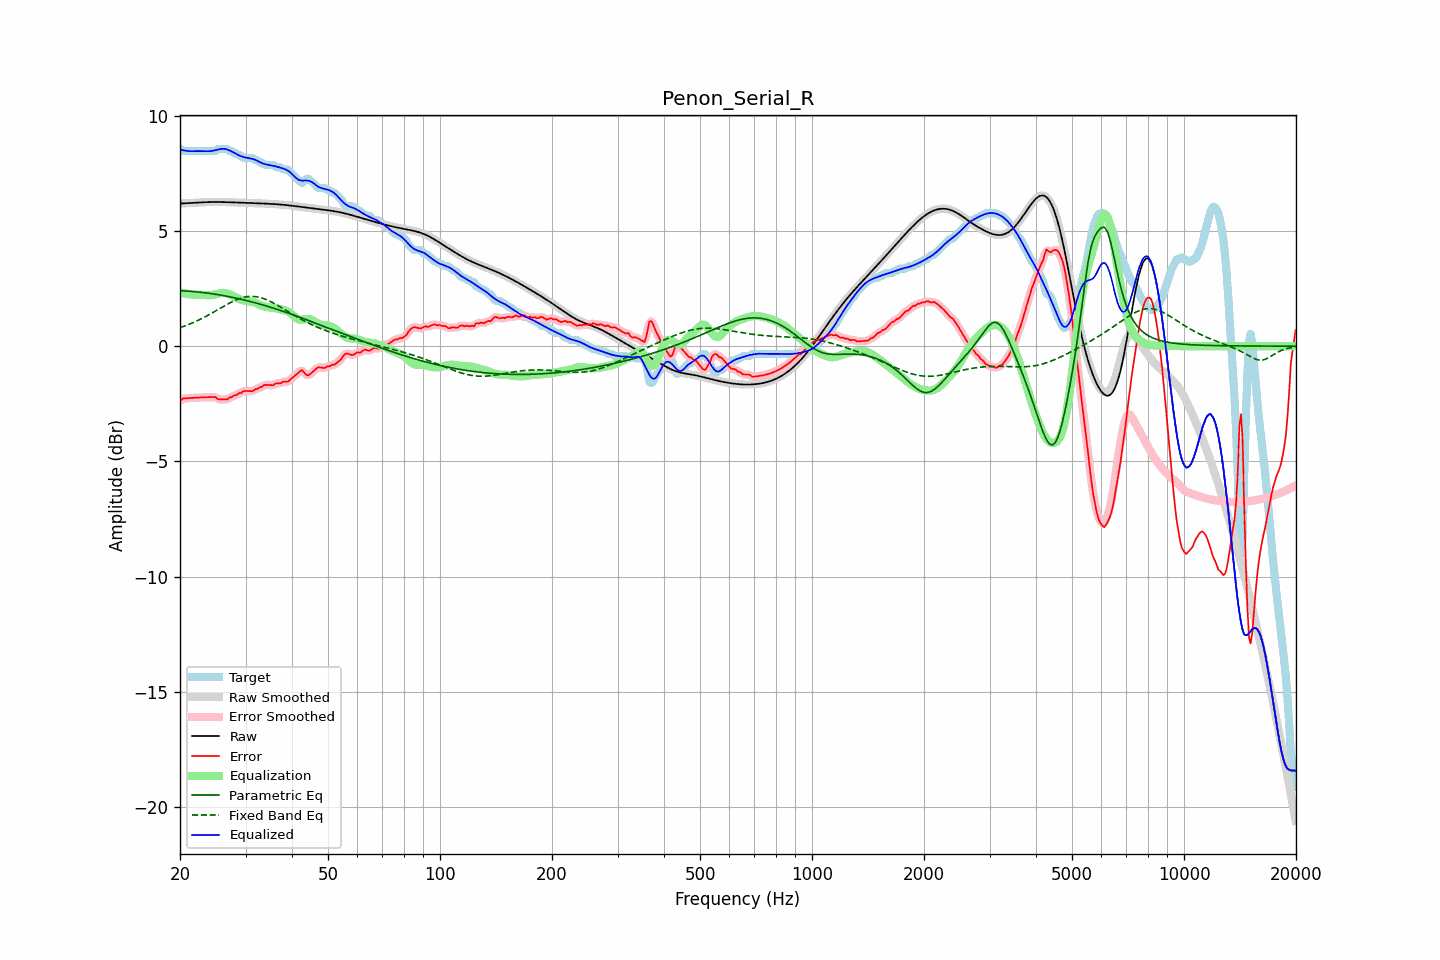 Penon_Serial_R
10
5
0
−5
−10
−15
−20
Amplitude (dBr)
Target
Raw Smoothed
Error Smoothed
Raw
Error
Equalization
Parametric Eq
Fixed Band Eq
Equalized
20
50
100
200
500
1000
2000
5000
10000
20000
Frequency (Hz)